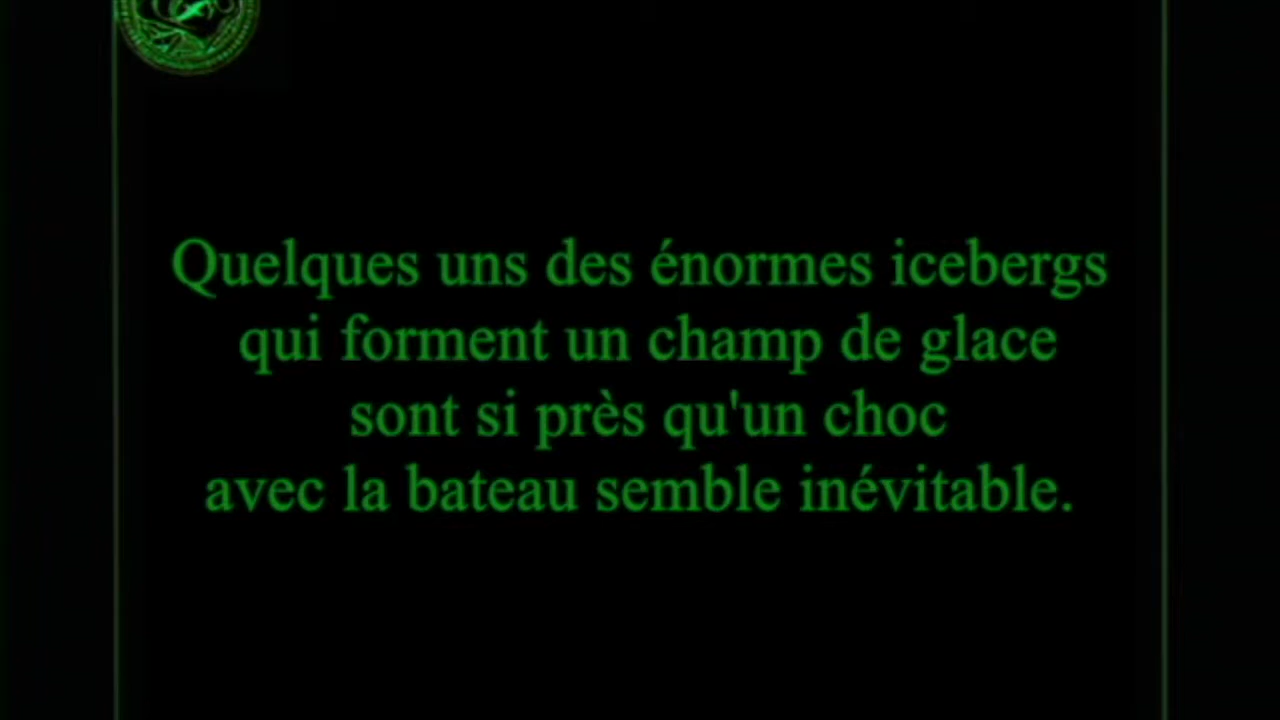 Quelques uns des énormes icebergs
qui forment un champ de glace
sont si près qu'un choc
avec la bateau semble inévitable.